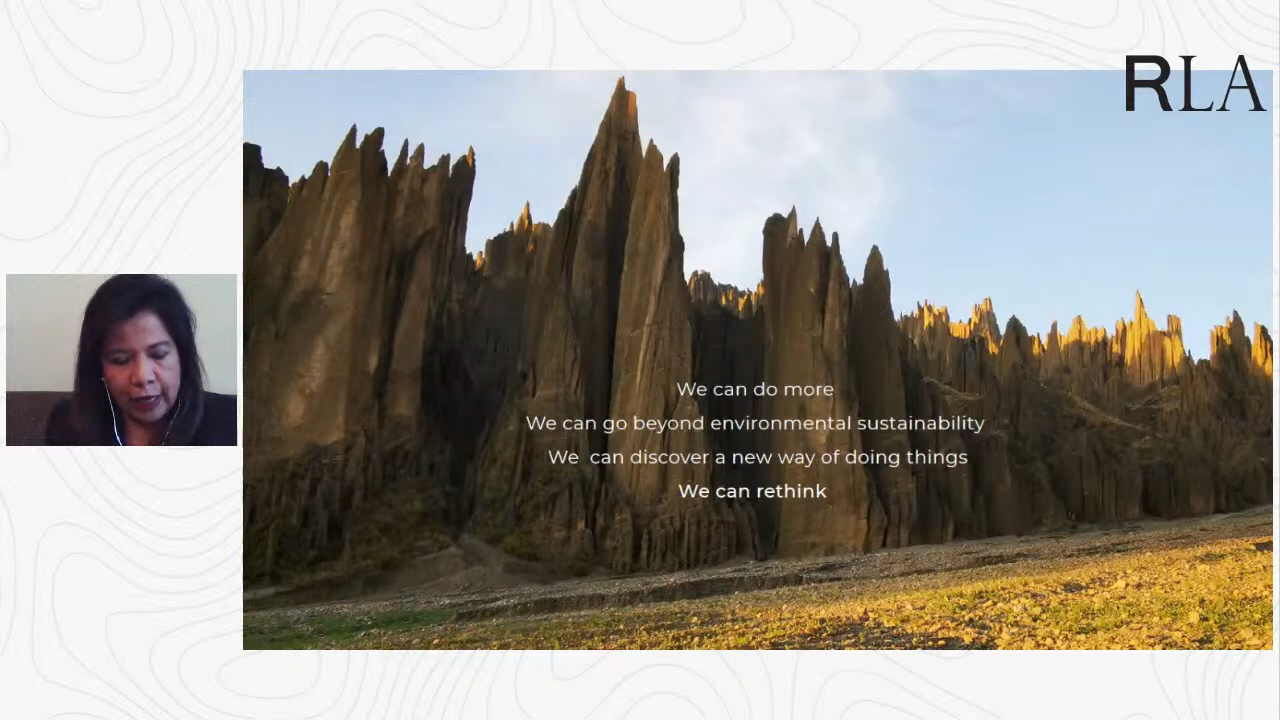 RLA
We can do more
We can go beyond environmental sustainability
We  can discover a new way of doing things
We can rethink